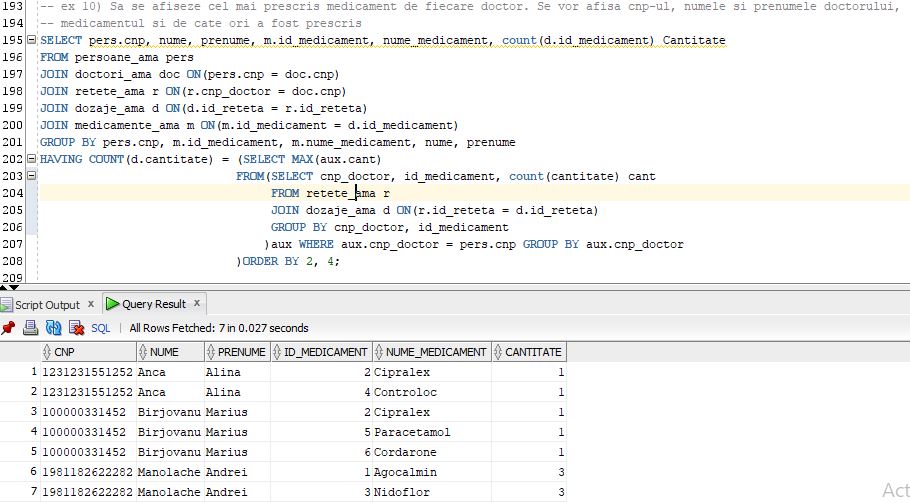 193 -- ex 10) Sa se afiseze cel mai prescris medicament de fiecare doctor. Se vor afisa cnp-ul, numele si prenumele doctorului,
194 -- medicamentul si de cate ori a fost prescris
195 SELECT pers.cnp, nume, prenume, m.id_medicament, nume_medicament, count(d.id_medicament) Cantitate
196 FROM persoane_ama pers
197 JOIN doctori_ama doc ON(pers.cnp = doc.cnp)
198 JOIN retete_ama r ON(r.cnp_doctor = doc.cnp)
199 JOIN dozaje_ama d ON(d.id_reteta = r.id_reteta)
200 JOIN medicamente_ama m ON(m.id_medicament = d.id_medicament)
201 GROUP BY pers.cnp, m.id_medicament, m.nume_medicament, nume, prenume
202 HAVING COUNT(d.cantitate) = (SELECT MAX(aux.cant)
203 FROM(SELECT cnp_doctor, id_medicament, count(cantitate) cant
204 FROM retete_ama r
205 JOIN dozaje_ama d ON(r.id_reteta = d.id_reteta)
206 GROUP BY cnp_doctor, id_medicament
207 )aux WHERE aux.cnp_doctor = pers.cnp GROUP BY aux.cnp_doctor
208 )ORDER BY 2, 4;
209
Script Output x Query Result x
SQL | All Rows Fetched: 7 in 0.027 seconds
CNP NUME PRENUME ID_MEDICAMENT NUME_MEDICAMENT CANTITATE
1 1231231551252 Anca Alina 2 Cipralex 1
2 1231231551252 Anca Alina 4 Controloc 1
3 100000331452 Birjovanu Marius 2 Cipralex 1
4 100000331452 Birjovanu Marius 5 Paracetamol 1
5 100000331452 Birjovanu Marius 6 Cordarone 1
6 1981182622282 Manolache Andrei 1 Agocalmin 3
7 1981182622282 Manolache Andrei 3 Nidoflor 3
Act